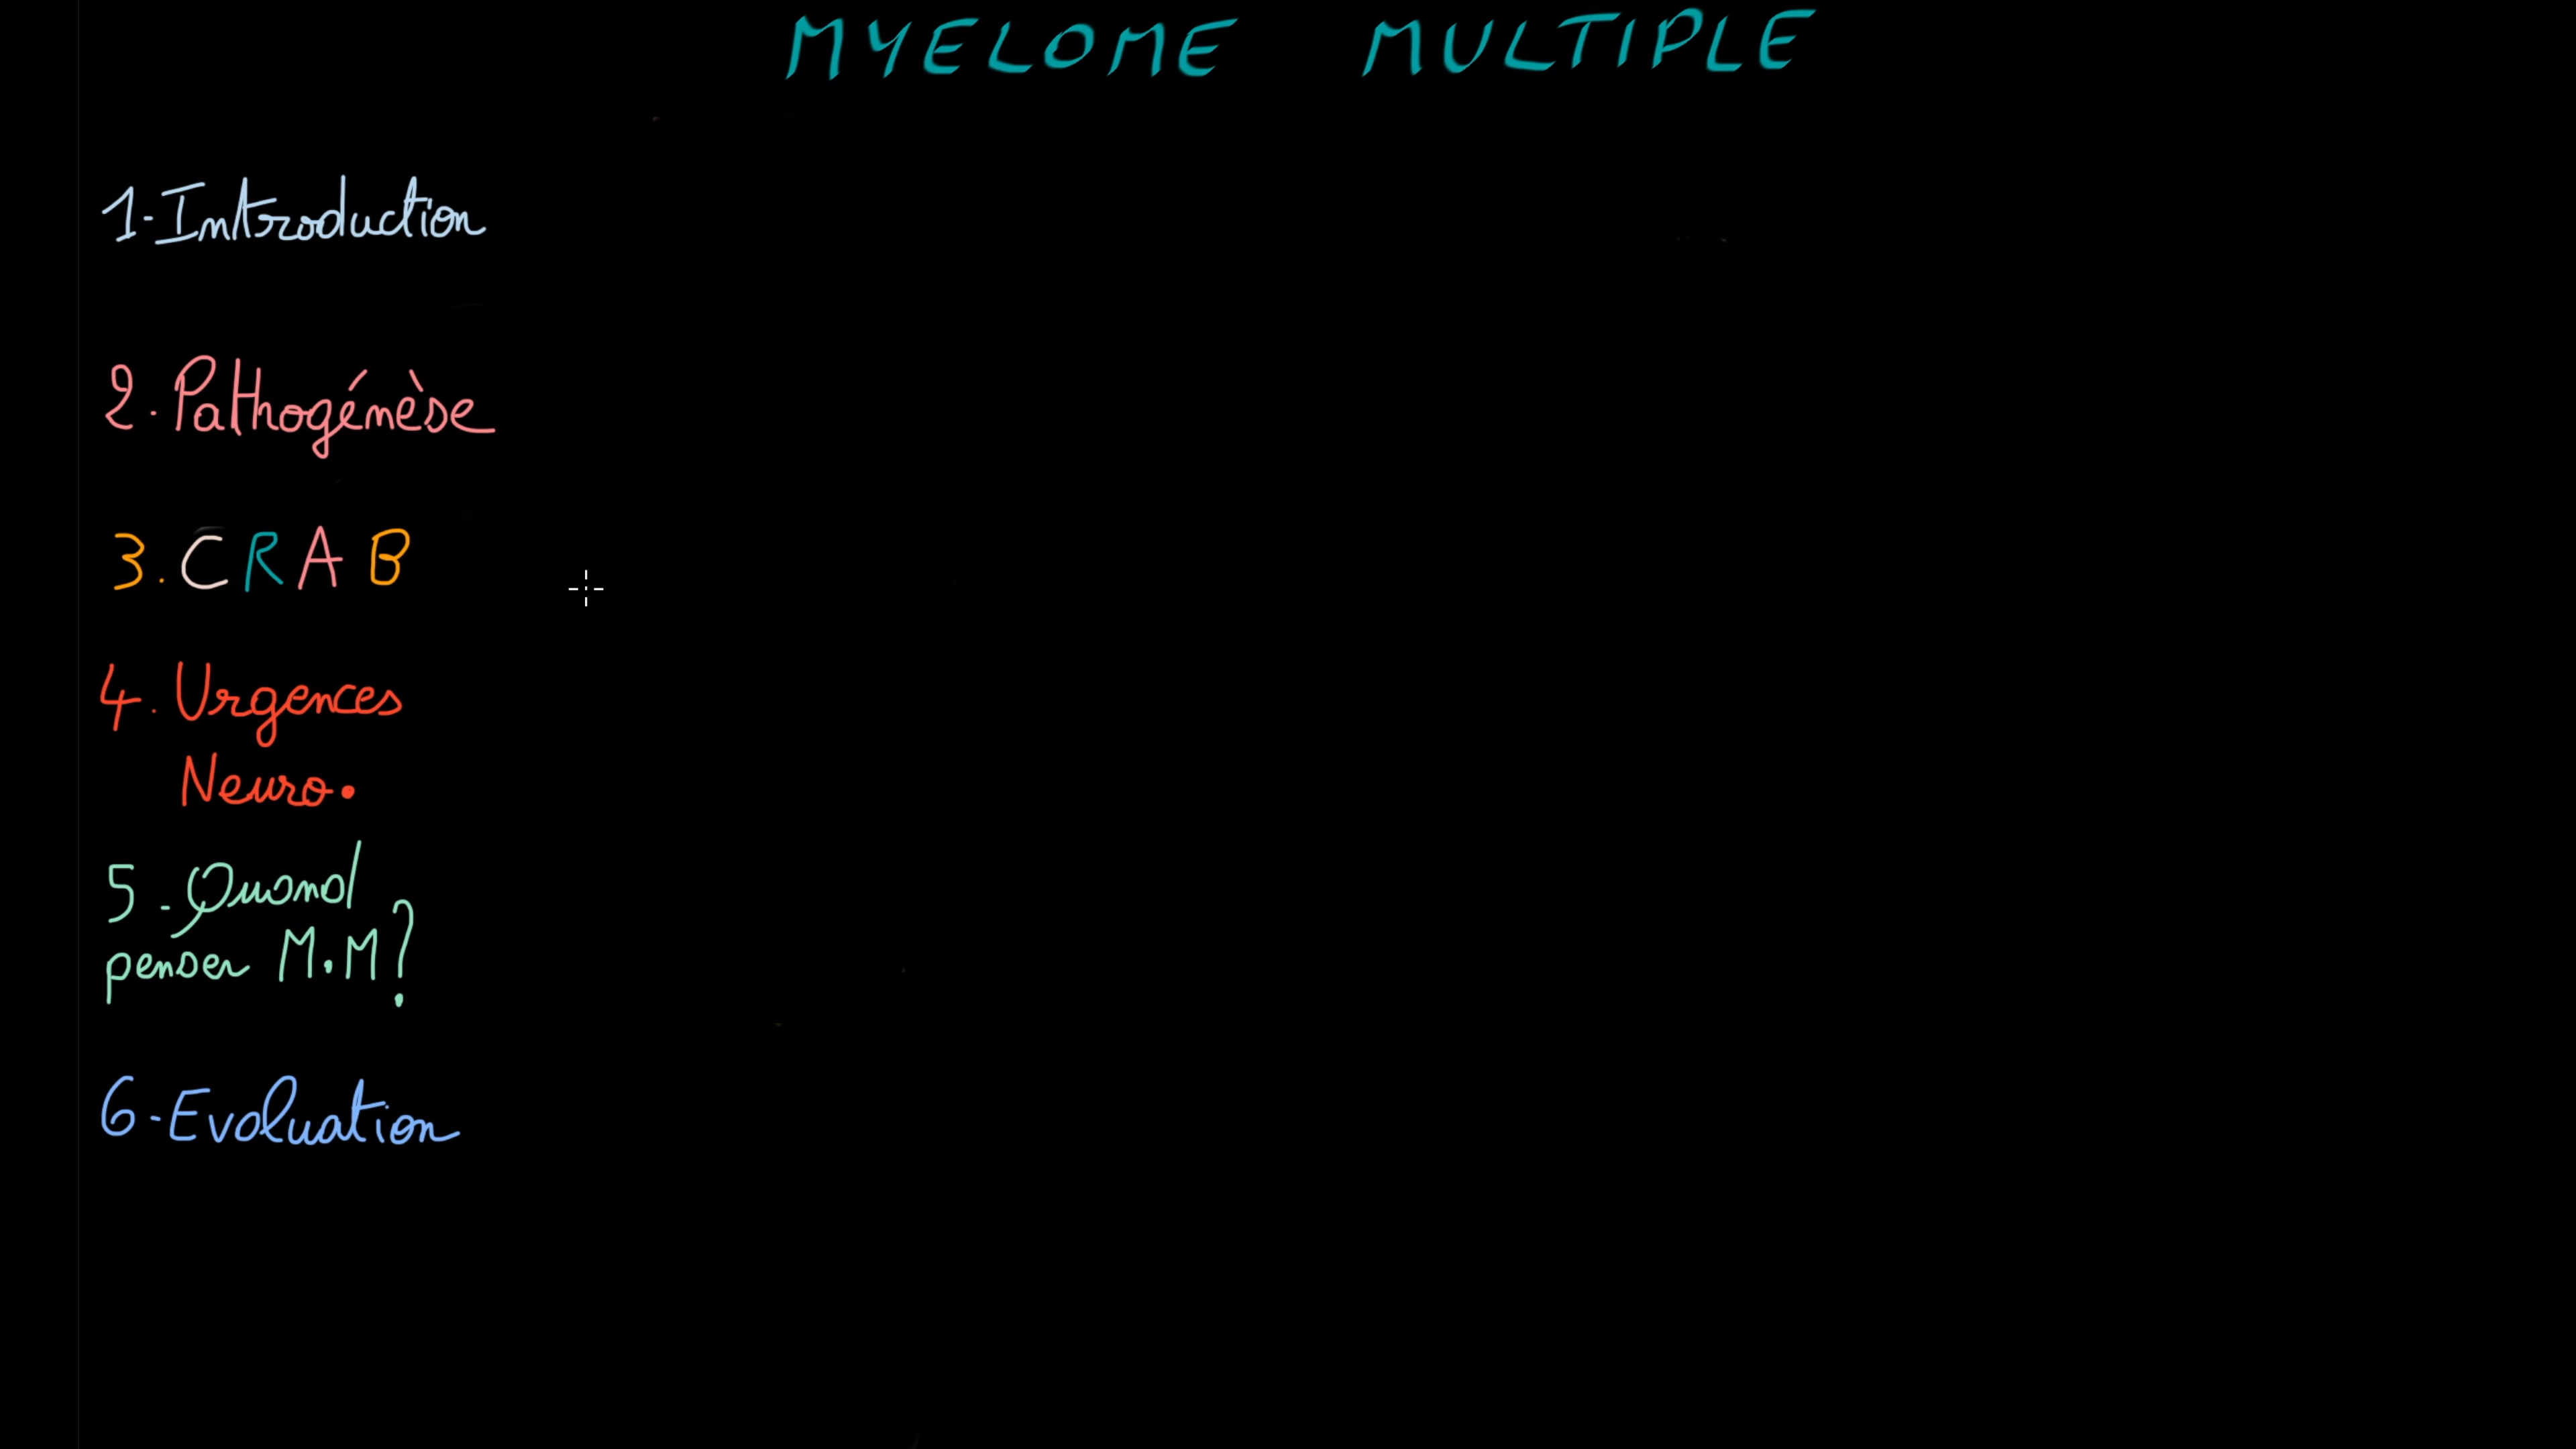 MYELOME MULTIPLE
1-Introduction
2.Pathogénèse
3.CRAB
4.Urgences
Neuro.
5-Quand
penser M.M?
6-Evaluation